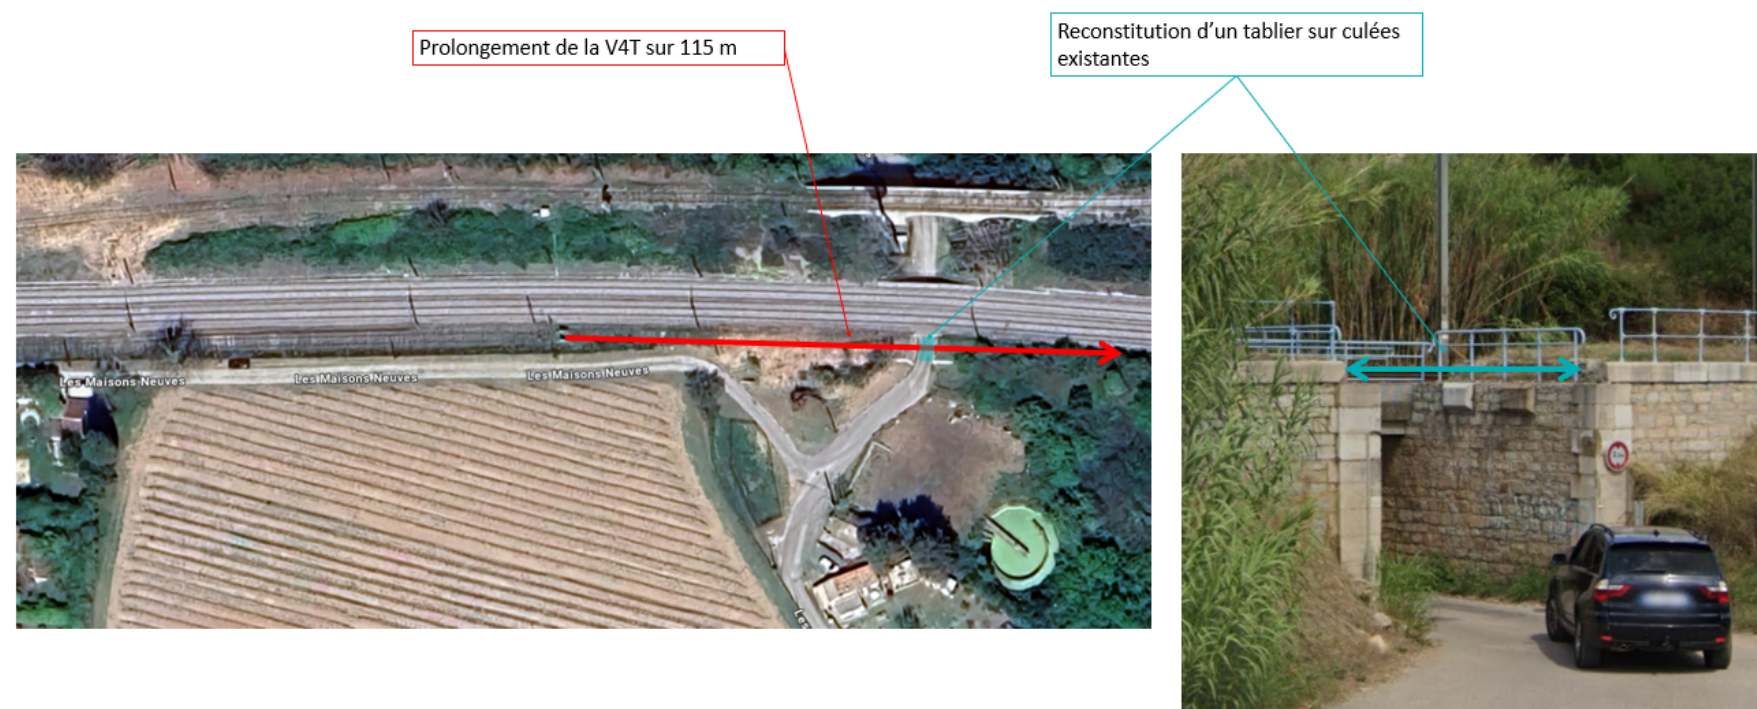 Prolongement de la V4T sur 115 m
Reconstitution d’un tablier sur culées
existantes
Les Maisons Neuves
Les Maisons Neuves
Les Maisons Neuves
Les